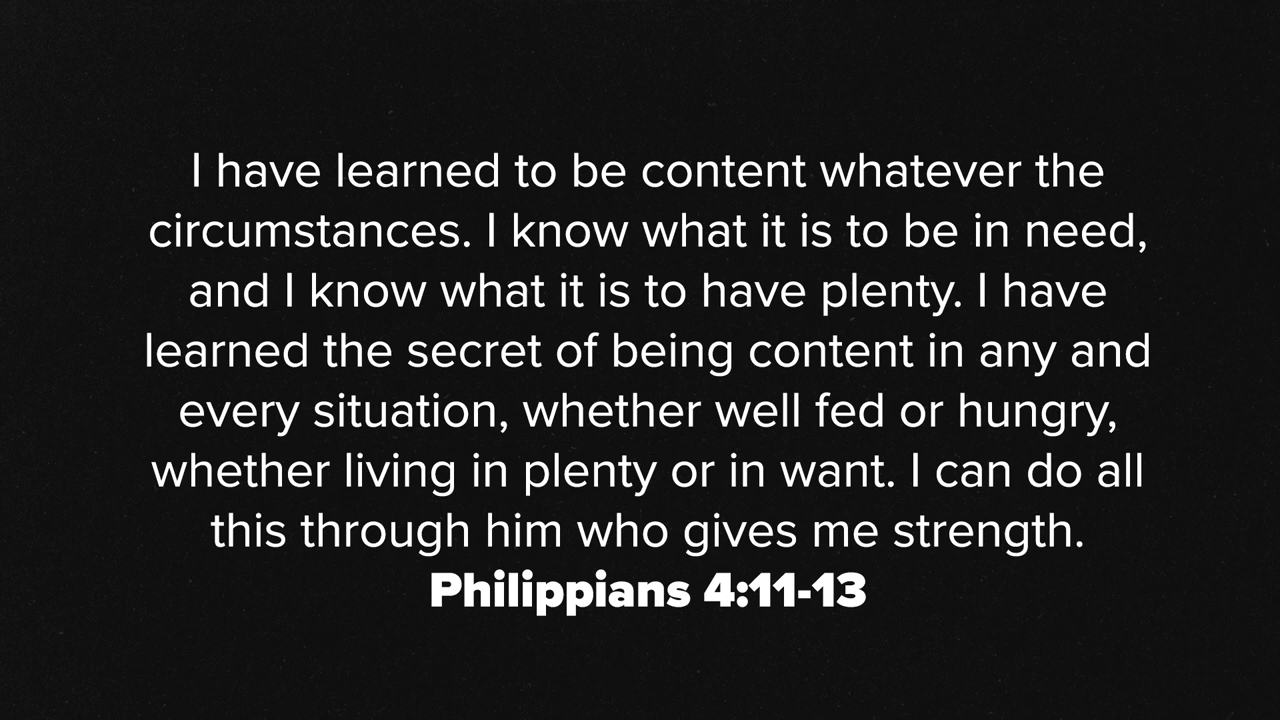 I have learned to be content whatever the
circumstances. I know what it is to be in need,
and I know what it is to have plenty. I have
learned the secret of being content in any and
every situation, whether well fed or hungry,
whether living in plenty or in want. I can do all
this through him who gives me strength.
Philippians 4:11-13